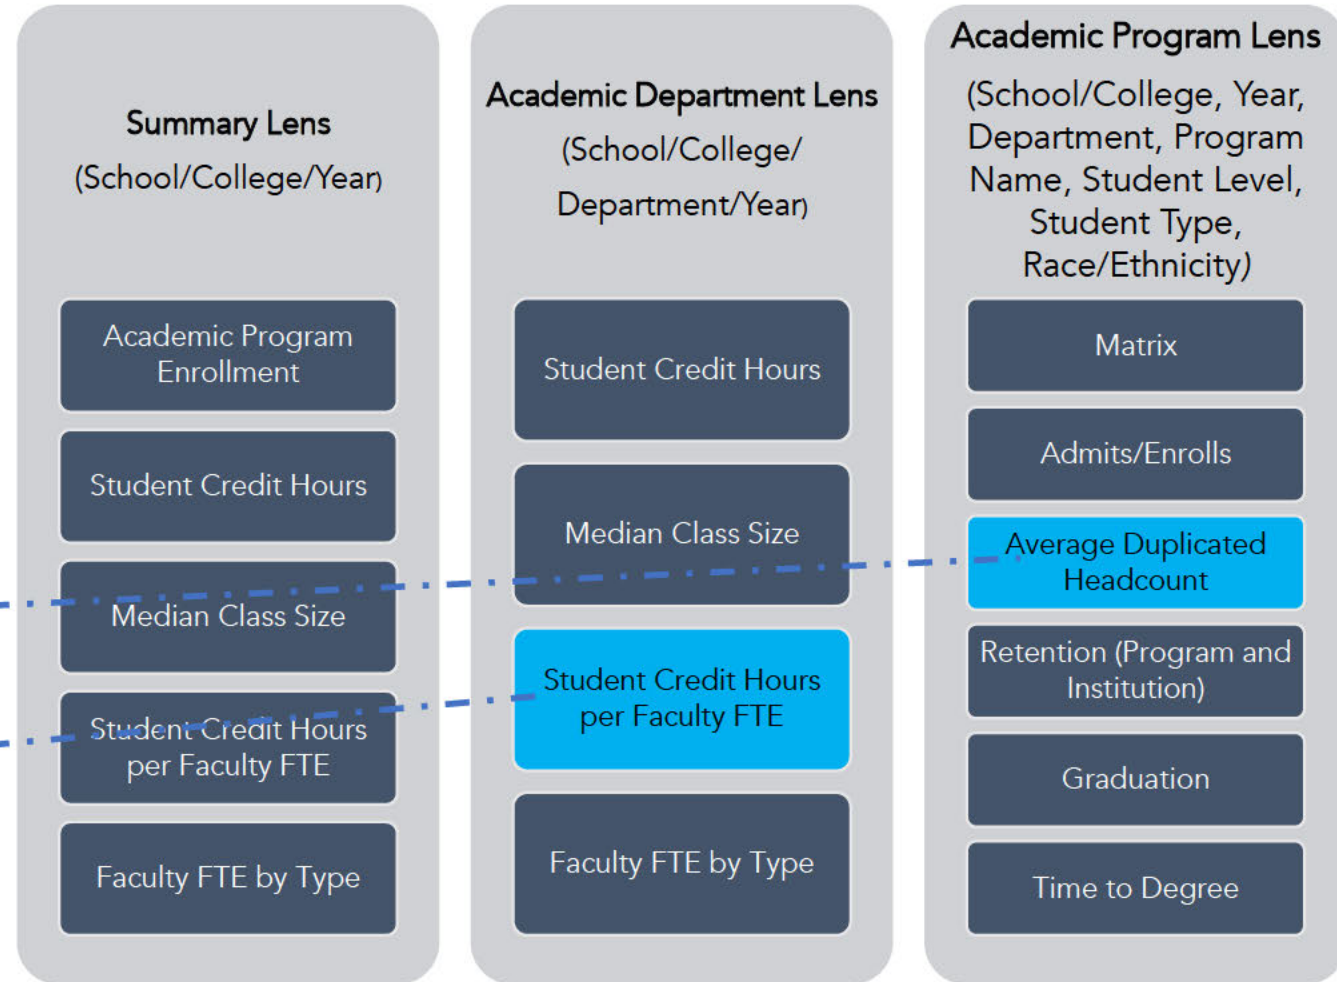 Summary Lens
(School/College/Year)
Academic Program
Enrollment
Student Credit Hours
Median Class Size
Student Credit Hours
per Faculty FTE
Faculty FTE by Type
Academic Department Lens
(School/College/
Department/Year)
Student Credit Hours
Median Class Size
Student Credit Hours
per Faculty FTE
Faculty FTE by Type
Academic Program Lens
(School/College, Year,
Department, Program
Name, Student Level,
Student Type,
Race/Ethnicity)
Matrix
Admits/Enrolls
Average Duplicated
Headcount
Retention (Program and
Institution)
Graduation
Time to Degree